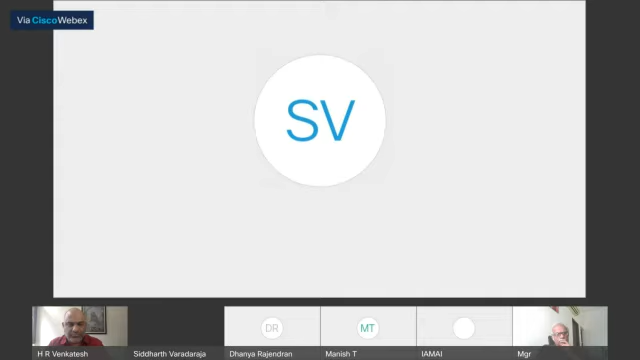 Via CiscoWebex
SV
DR
MT
H R Venkatesh
Siddharth Varadaraja
Dhanya Rajendran
Manish T
IAMAI
Mgr